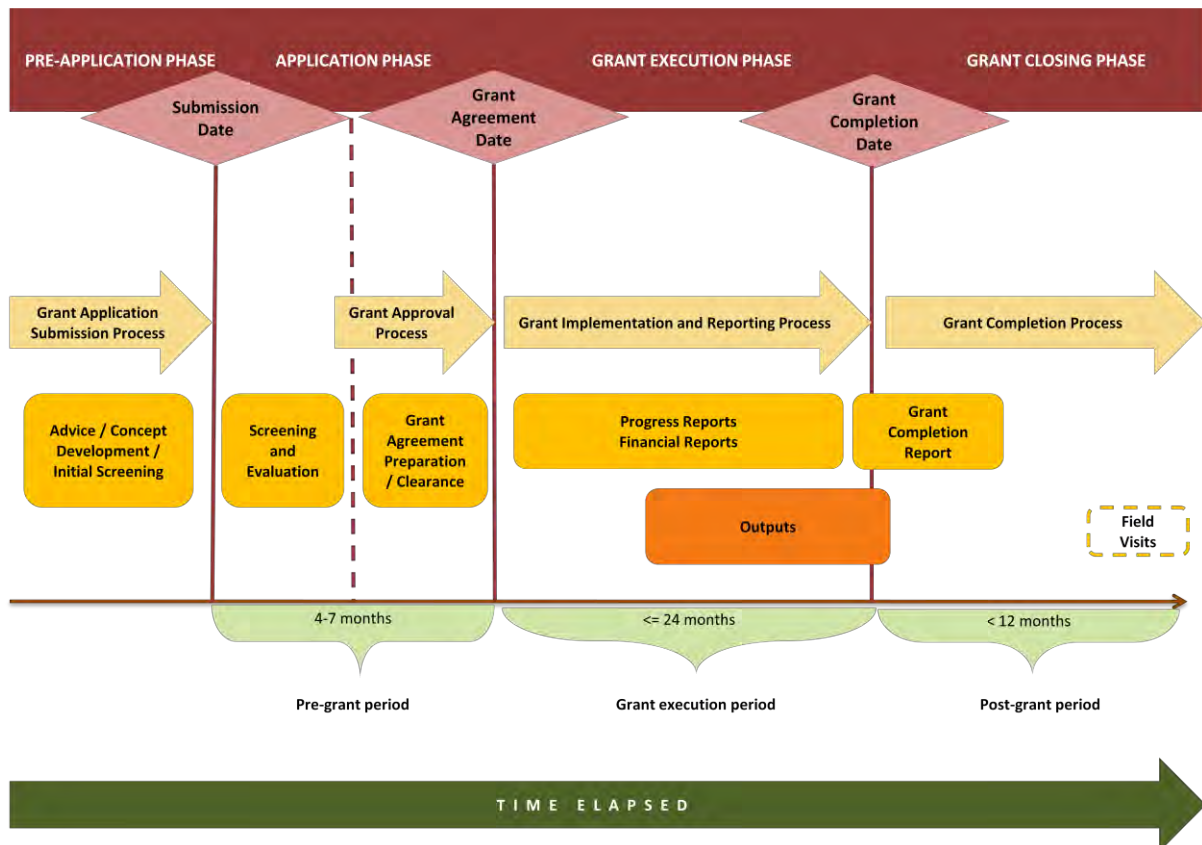 PRE-APPLICATION PHASE
APPLICATION PHASE
GRANT EXECUTION PHASE
GRANT CLOSING PHASE
Submission
Date
Grant
Agreement
Date
Grant
Completion
Date
Grant Application
Submission Process
Grant Approval
Process
Grant Implementation and Reporting Process
Grant Completion Process
Advice / Concept
Development /
Initial Screening
Screening
and
Evaluation
Grant
Agreement
Preparation
/ Clearance
Progress Reports
Financial Reports
Grant
Completion
Report
Outputs
Field
Visits
4-7 months
<= 24 months
< 12 months
Pre-grant period
Grant execution period
Post-grant period
TIME ELAPSED